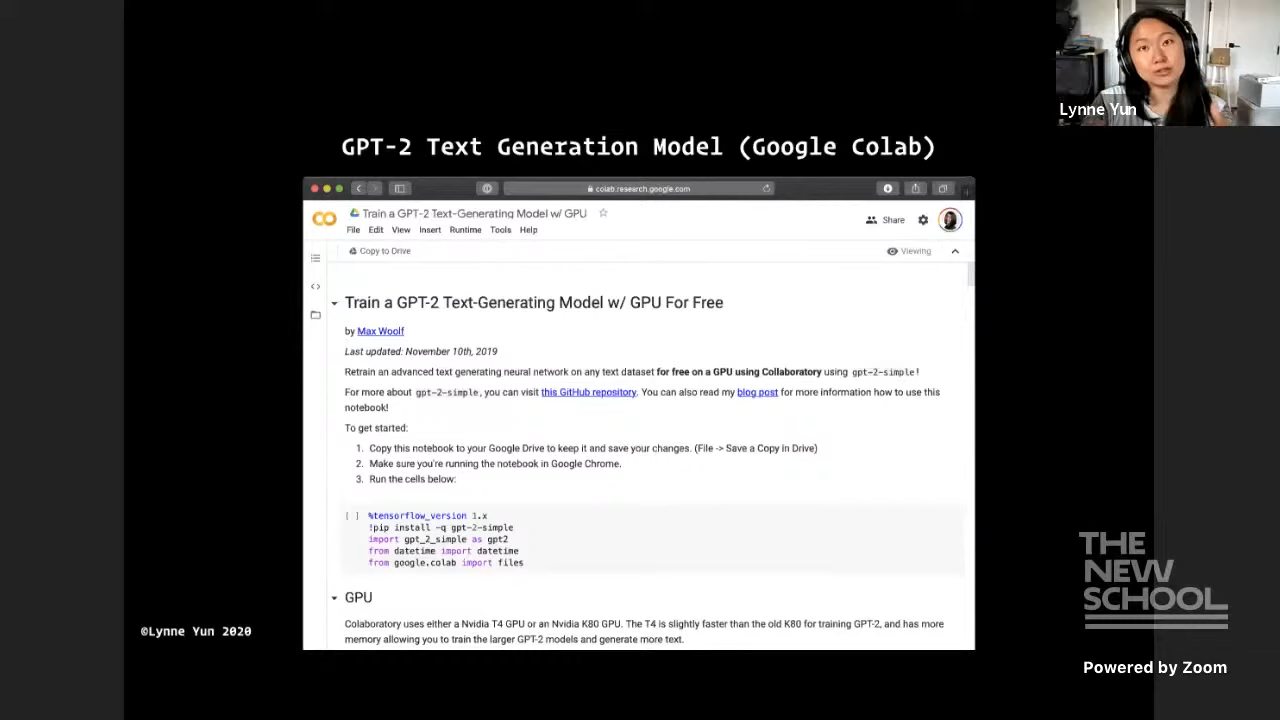 GPT-2 Text Generation Model (Google Colab)
Lynne Yun
colab.research.google.com
Train a GPT-2 Text-Generating Model w/ GPU
File Edit View Insert Runtime Tools Help
Share
Copy to Drive
Viewing
Train a GPT-2 Text-Generating Model w/ GPU For Free
by Max Woolf
Last updated: November 10th, 2019
Retrain an advanced text generating neural network on any text dataset for free on a GPU using Collaboratory using gpt-2-simple!
For more about gpt-2-simple, you can visit this GitHub repository. You can also read my blog post for more information how to use this
notebook!
To get started:
1. Copy this notebook to your Google Drive to keep it and save your changes. (File -> Save a Copy in Drive)
2. Make sure you're running the notebook in Google Chrome.
3. Run the cells below:
[ ] %tensorflow_version 1.x
!pip install -q gpt-2-simple
import gpt_2_simple as gpt2
from datetime import datetime
from google.colab import files
GPU
Colaboratory uses either a Nvidia T4 GPU or an Nvidia K80 GPU. The T4 is slightly faster than the old K80 for training GPT-2, and has more
memory allowing you to train the larger GPT-2 models and generate more text.
©Lynne Yun 2020
THE
NEW
SCHOOL
Powered by Zoom